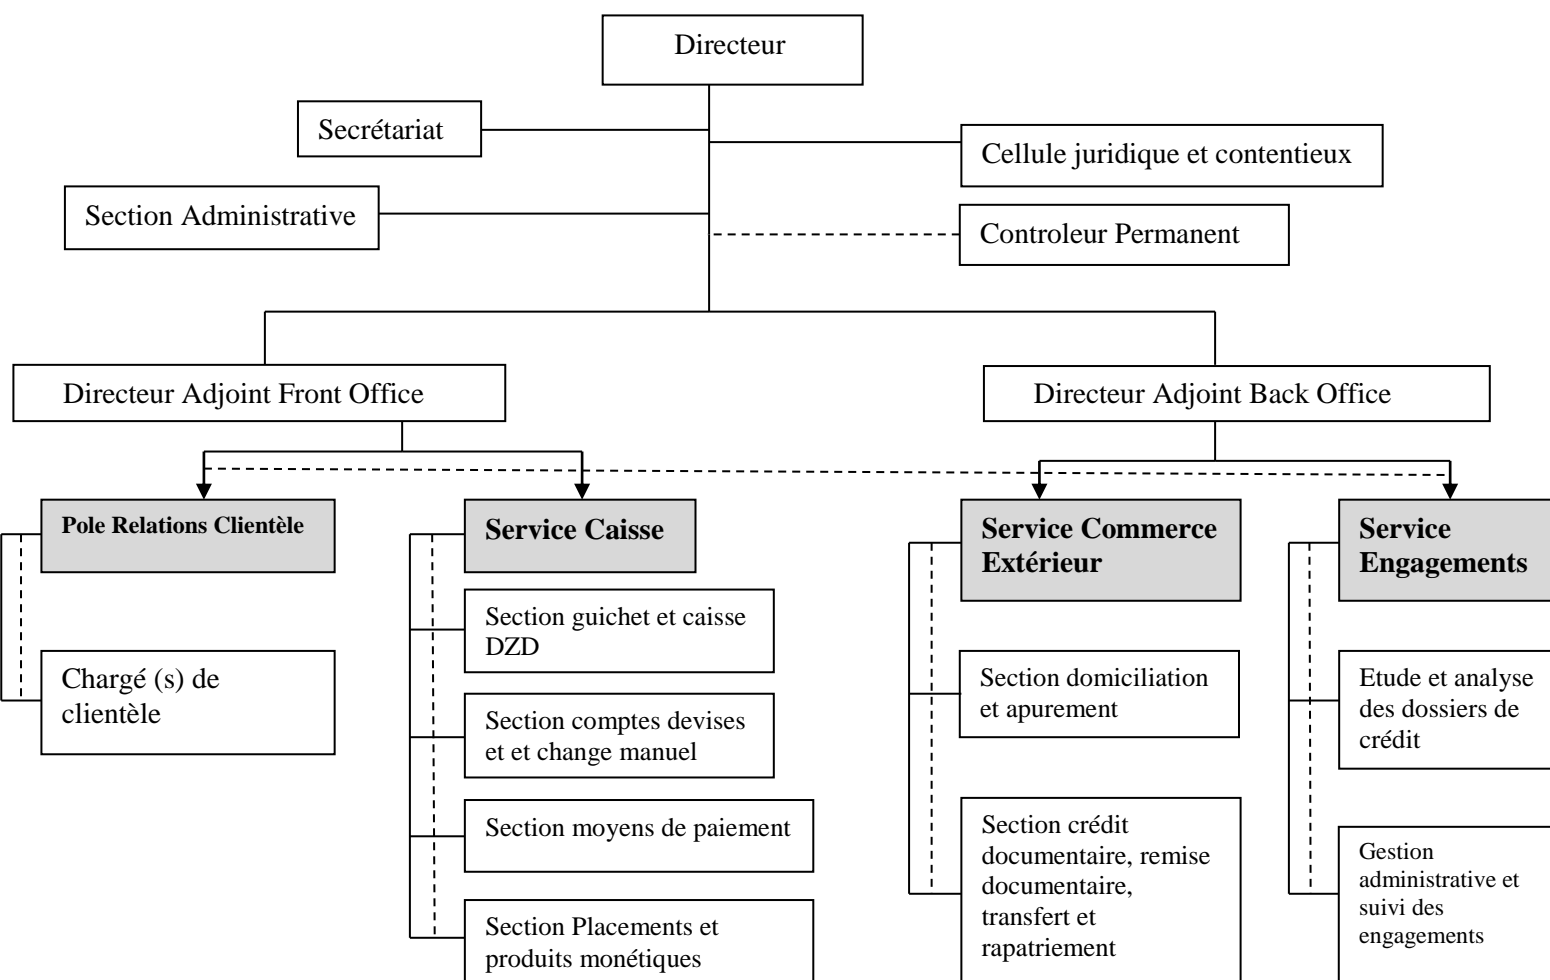 Directeur
Secrétariat
Cellule juridique et contentieux
Section Administrative
Controleur Permanent
Directeur Adjoint Front Office
Directeur Adjoint Back Office
Pole Relations Clientèle
Chargé (s) de
clientèle
Service Caisse
Section guichet et caisse
DZD
Section comptes devises
et et change manuel
Section moyens de paiement
Section Placements et
produits monétiques
Service Commerce
Extérieur
Section domiciliation
et apurement
Section crédit
documentaire, remise
documentaire,
transfert et
rapatriement
Service
Engagements
Etude et analyse
des dossiers de
crédit
Gestion
administrative et
suivi des
engagements